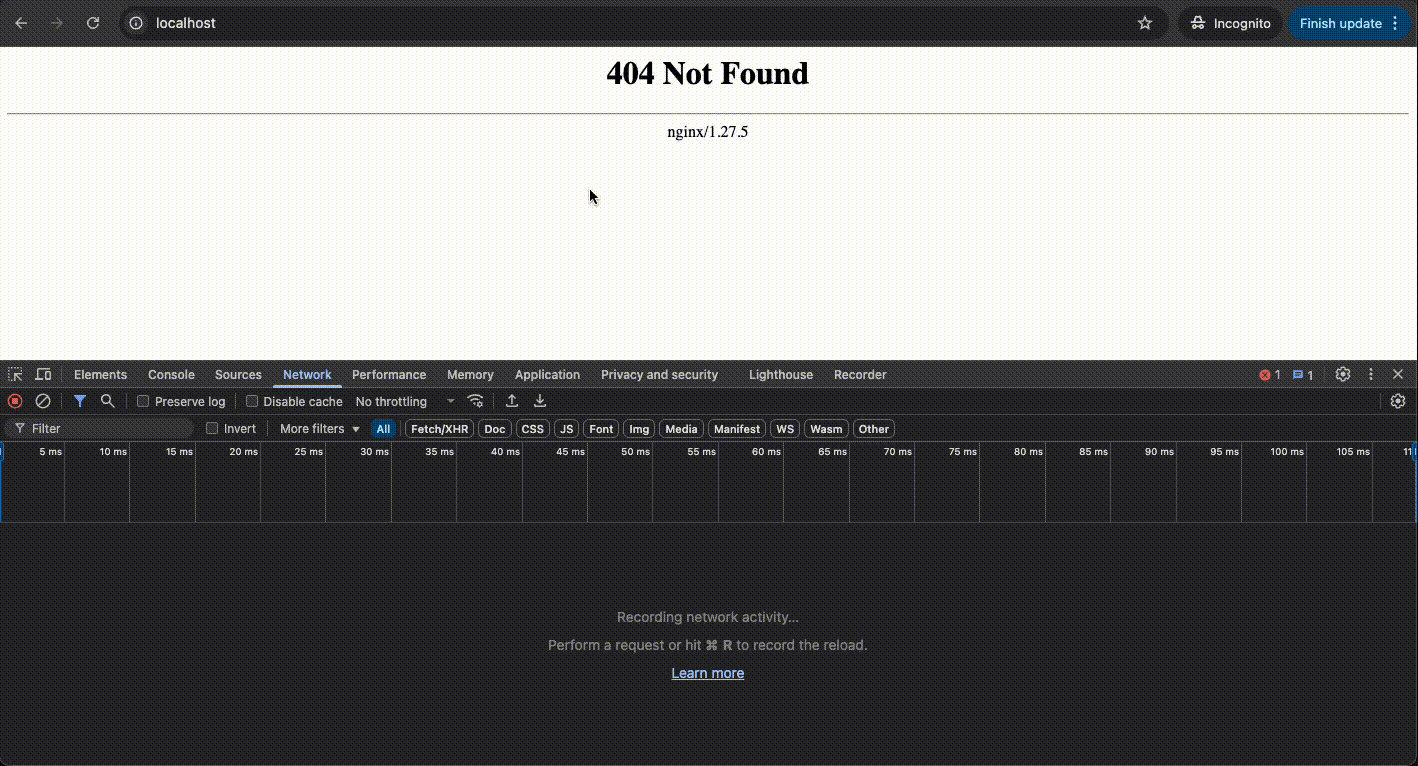 localhost
Incognito
Finish update
404 Not Found
nginx/1.27.5
Elements Console Sources Network Performance Memory Application Privacy and security Lighthouse Recorder 1 1
Preserve log Disable cache No throttling
Filter Invert More filters All Fetch/XHR Doc CSS JS Font Img Media Manifest WS Wasm Other
5 ms 10 ms 15 ms 20 ms 25 ms 30 ms 35 ms 40 ms 45 ms 50 ms 55 ms 60 ms 65 ms 70 ms 75 ms 80 ms 85 ms 90 ms 95 ms 100 ms 105 ms
Recording network activity...
Perform a request or hit ⌘ R to record the reload.
Learn more